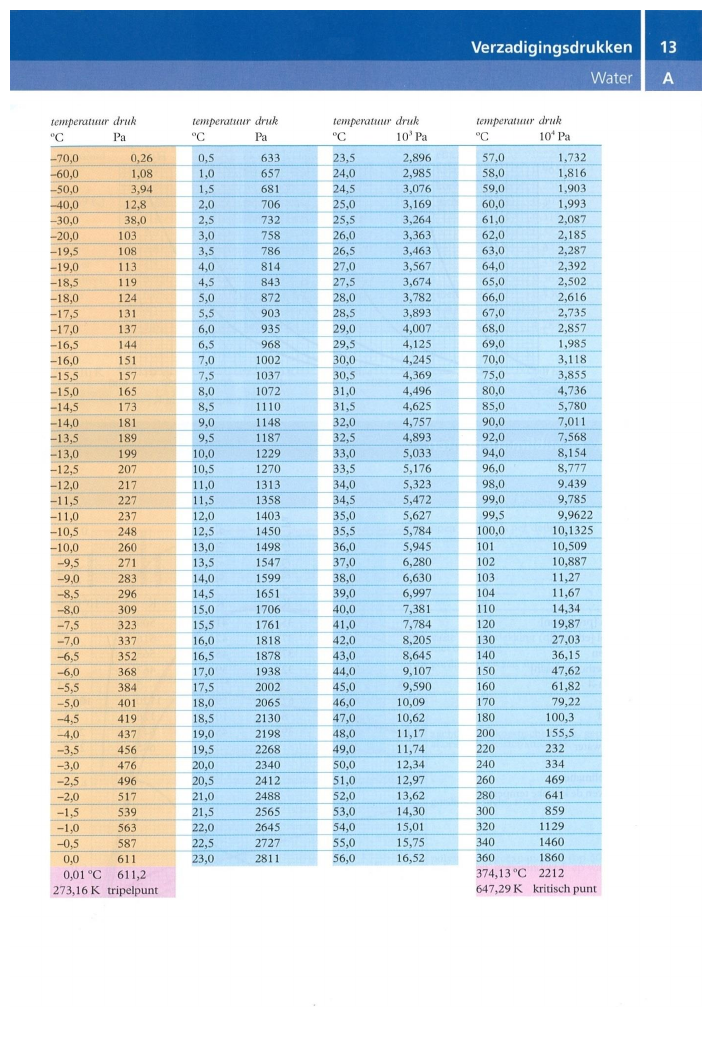 Verzadigingsdrukken 13
Water A
temperatuur druk temperatuur druk temperatuur druk temperatuur druk
°C Pa °C Pa °C 10³ Pa °C 10⁴ Pa
–70,0 0,26 0,5 633 23,5 2,896 57,0 1,732
–60,0 1,08 1,0 657 24,0 2,985 58,0 1,816
–50,0 3,94 1,5 681 24,5 3,076 59,0 1,903
–40,0 12,8 2,0 706 25,0 3,169 60,0 1,993
–30,0 38,0 2,5 732 25,5 3,264 61,0 2,087
–20,0 103 3,0 758 26,0 3,363 62,0 2,185
–19,5 108 3,5 786 26,5 3,463 63,0 2,287
–19,0 113 4,0 814 27,0 3,567 64,0 2,392
–18,5 119 4,5 843 27,5 3,674 65,0 2,502
–18,0 124 5,0 872 28,0 3,782 66,0 2,616
–17,5 131 5,5 903 28,5 3,893 67,0 2,735
–17,0 137 6,0 935 29,0 4,007 68,0 2,857
–16,5 144 6,5 968 29,5 4,125 69,0 1,985
–16,0 151 7,0 1002 30,0 4,245 70,0 3,118
–15,5 157 7,5 1037 30,5 4,369 75,0 3,855
–15,0 165 8,0 1072 31,0 4,496 80,0 4,736
–14,5 173 8,5 1110 31,5 4,625 85,0 5,780
–14,0 181 9,0 1148 32,0 4,757 90,0 7,011
–13,5 189 9,5 1187 32,5 4,893 92,0 7,568
–13,0 199 10,0 1229 33,0 5,033 94,0 8,154
–12,5 207 10,5 1270 33,5 5,176 96,0 8,777
–12,0 217 11,0 1313 34,0 5,323 98,0 9.439
–11,5 227 11,5 1358 34,5 5,472 99,0 9,785
–11,0 237 12,0 1403 35,0 5,627 99,5 9,9622
–10,5 248 12,5 1450 35,5 5,784 100,0 10,1325
–10,0 260 13,0 1498 36,0 5,945 101 10,509
–9,5 271 13,5 1547 37,0 6,280 102 10,887
–9,0 283 14,0 1599 38,0 6,630 103 11,27
–8,5 296 14,5 1651 39,0 6,997 104 11,67
–8,0 309 15,0 1706 40,0 7,381 110 14,34
–7,5 323 15,5 1761 41,0 7,784 120 19,87
–7,0 337 16,0 1818 42,0 8,205 130 27,03
–6,5 352 16,5 1878 43,0 8,645 140 36,15
–6,0 368 17,0 1938 44,0 9,107 150 47,62
–5,5 384 17,5 2002 45,0 9,590 160 61,82
–5,0 401 18,0 2065 46,0 10,09 170 79,22
–4,5 419 18,5 2130 47,0 10,62 180 100,3
–4,0 437 19,0 2198 48,0 11,17 200 155,5
–3,5 456 19,5 2268 49,0 11,74 220 232
–3,0 476 20,0 2340 50,0 12,34 240 334
–2,5 496 20,5 2412 51,0 12,97 260 469
–2,0 517 21,0 2488 52,0 13,62 280 641
–1,5 539 21,5 2565 53,0 14,30 300 859
–1,0 563 22,0 2645 54,0 15,01 320 1129
–0,5 587 22,5 2727 55,0 15,75 340 1460
0,0 611 23,0 2811 56,0 16,52 360 1860
0,01 °C 611,2 374,13 °C 2212
273,16 K tripelpunt 647,29 K kritisch punt